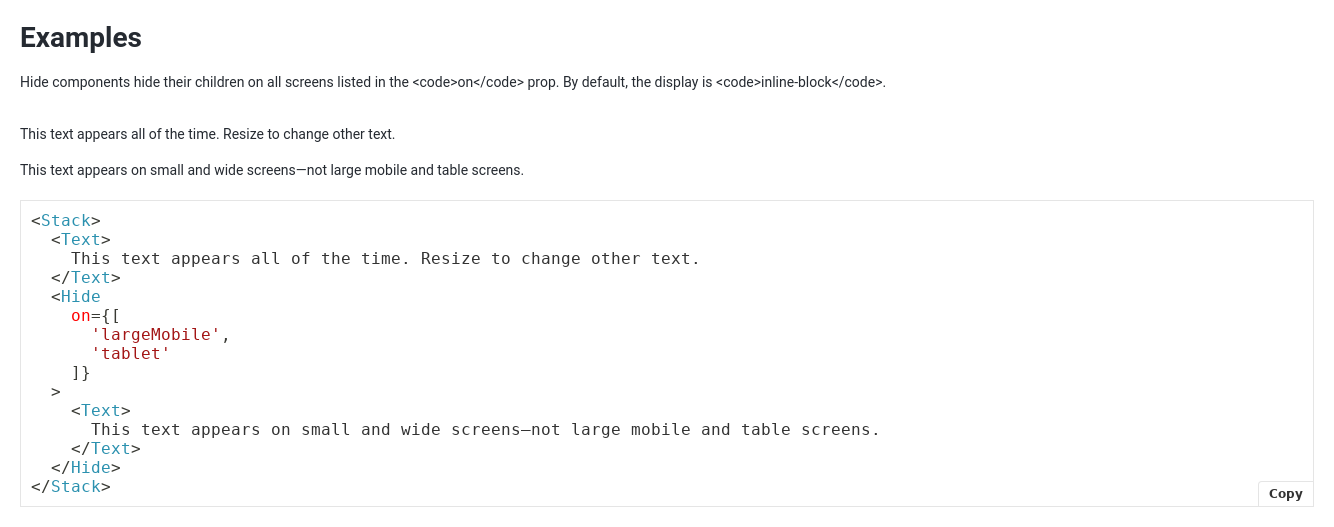 Examples
Hide components hide their children on all screens listed in the <code>on</code> prop. By default, the display is <code>inline-block</code>.
This text appears all of the time. Resize to change other text.
This text appears on small and wide screens—not large mobile and table screens.
<Stack>
  <Text>
    This text appears all of the time. Resize to change other text.
  </Text>
  <Hide
    on={[
      'largeMobile',
      'tablet'
    ]}
  >
    <Text>
      This text appears on small and wide screens—not large mobile and table screens.
    </Text>
  </Hide>
</Stack>
Copy